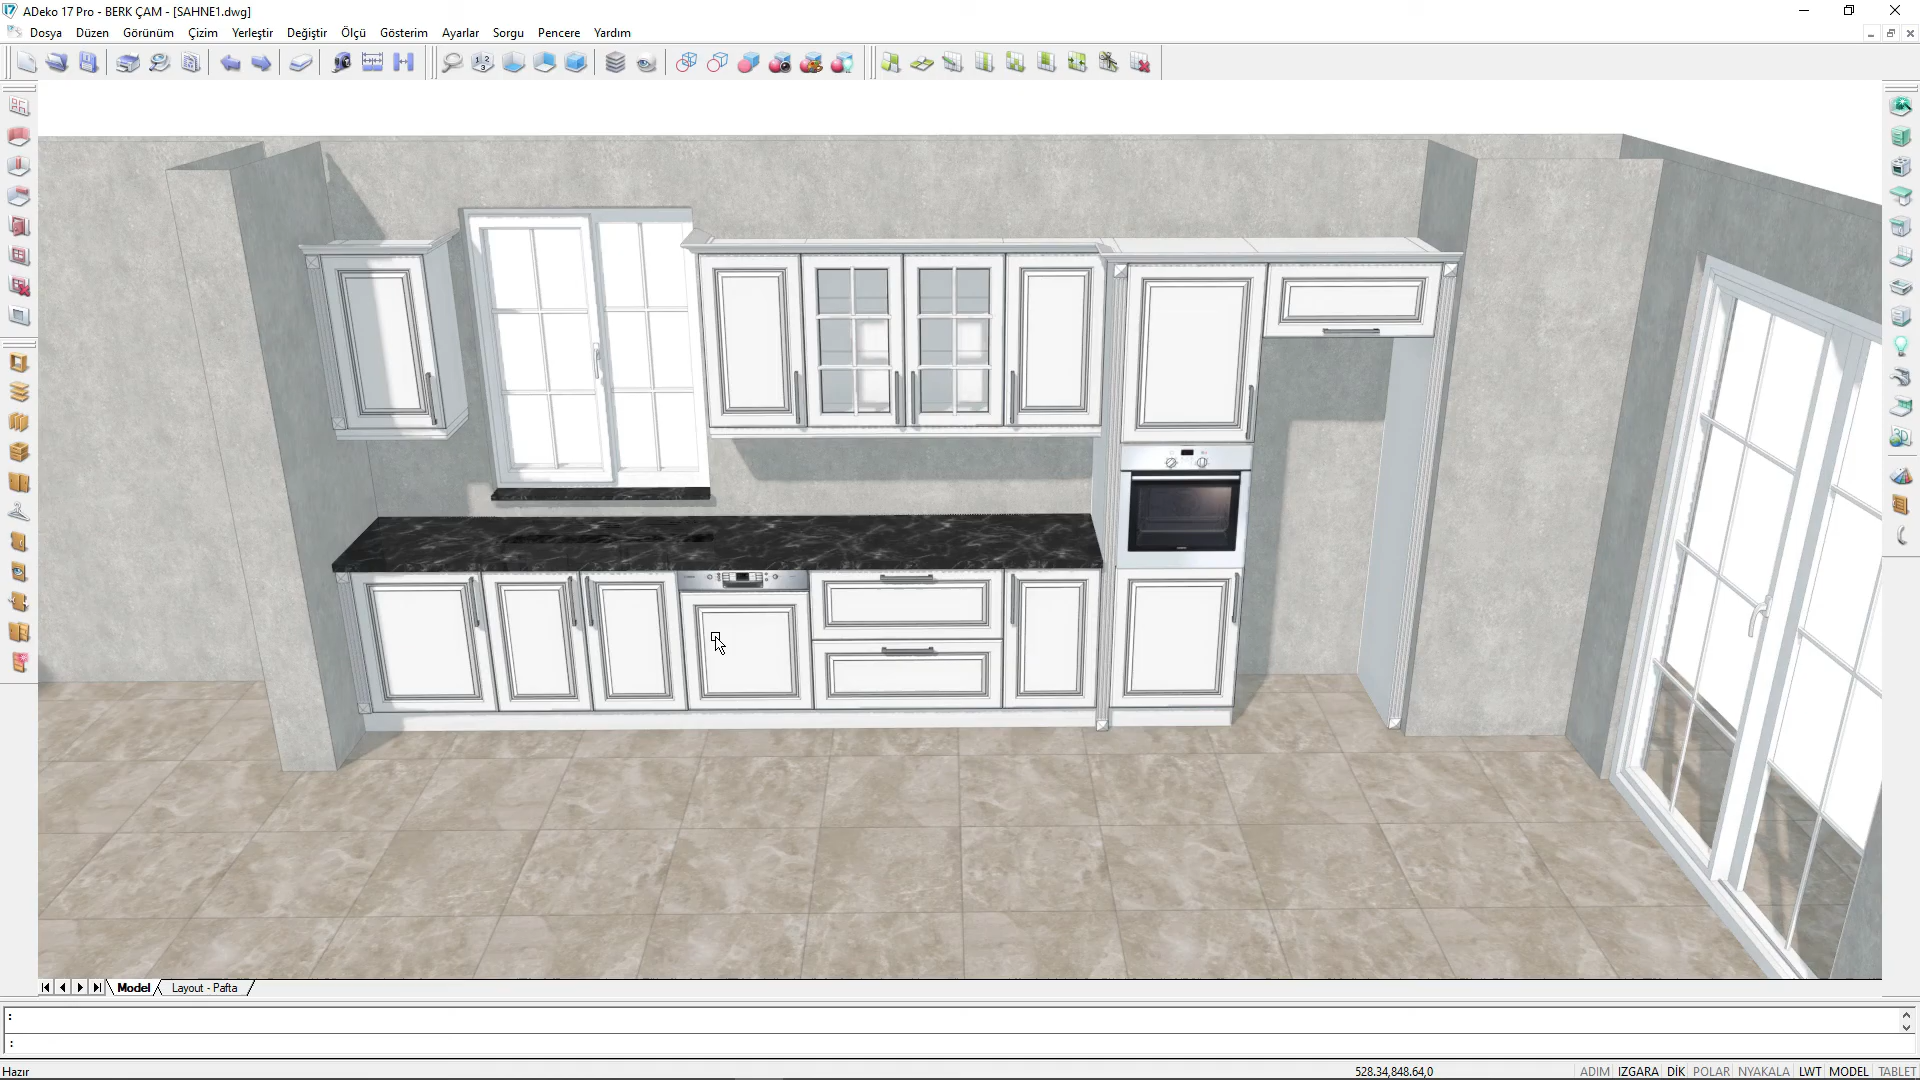 ADeko 17 Pro - BERK ÇAM - [SAHNE1.dwg]
Dosya Düzen Görünüm Çizim Yerleştir Değiştir Ölçü Gösterim Ayarlar Sorgu Pencere Yardım
Model Layout - Pafta
:
:
Hazır 528.34,848.64,0 ADIM IZGARA DİK POLAR NYAKALA LWT MODEL TABLET